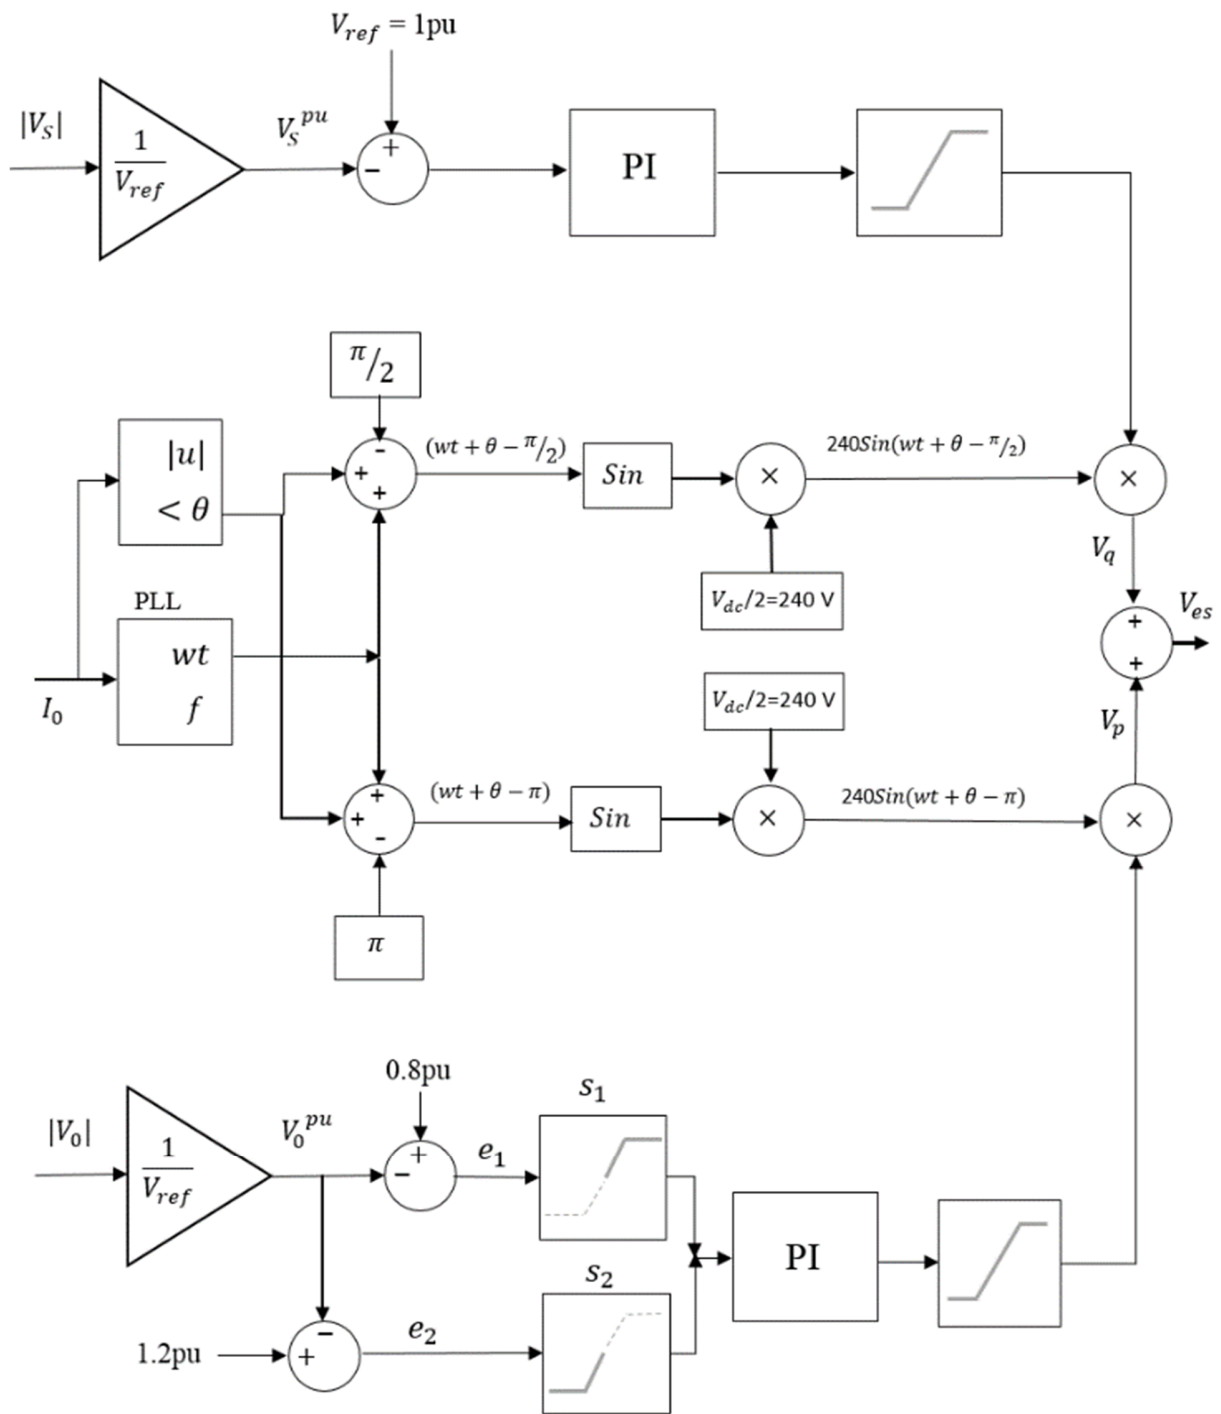 V_ref = 1pu
|V_S|
1/V_ref
V_S^pu
+
−
PI
π/2
|u|
< θ
-
+
+
(wt + θ − π/2)
Sin
×
240Sin(wt + θ − π/2)
×
V_q
V_dc/2=240 V
PLL
wt
f
I_0
+
+
V_es
V_dc/2=240 V
V_p
+
+
-
(wt + θ − π)
Sin
×
240Sin(wt + θ − π)
×
π
0.8pu
|V_0|
1/V_ref
V_0^pu
+
−
e_1
s_1
PI
s_2
1.2pu
−
+
e_2